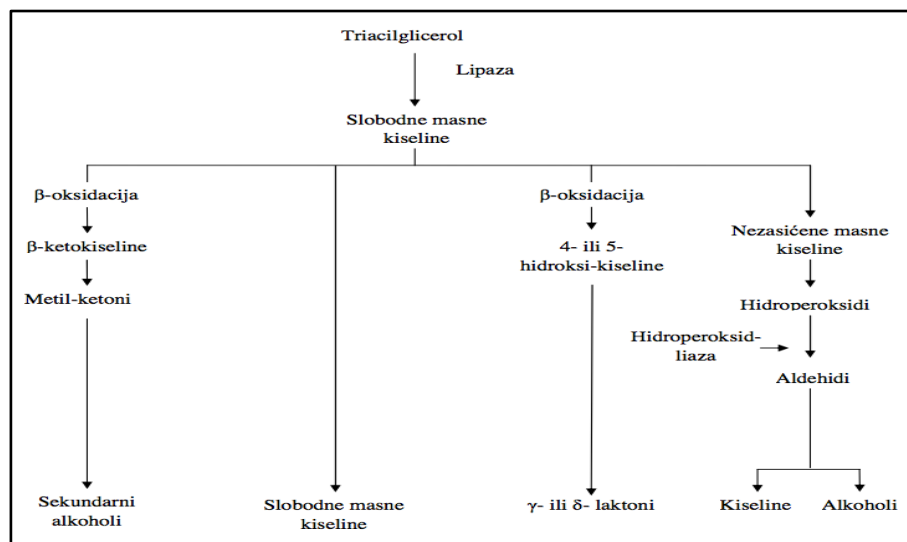 Triacilglicerol
Lipaza
Slobodne masne
kiseline
β-oksidacija
β-ketokiseline
Metil-ketoni
Sekundarni
alkoholi
Slobodne masne
kiseline
β-oksidacija
4- ili 5-
hidroksi-kiseline
γ- ili δ- laktoni
Nezasićene masne
kiseline
Hidroperoksidi
Hidroperoksid-
liaza
Aldehidi
Kiseline
Alkoholi